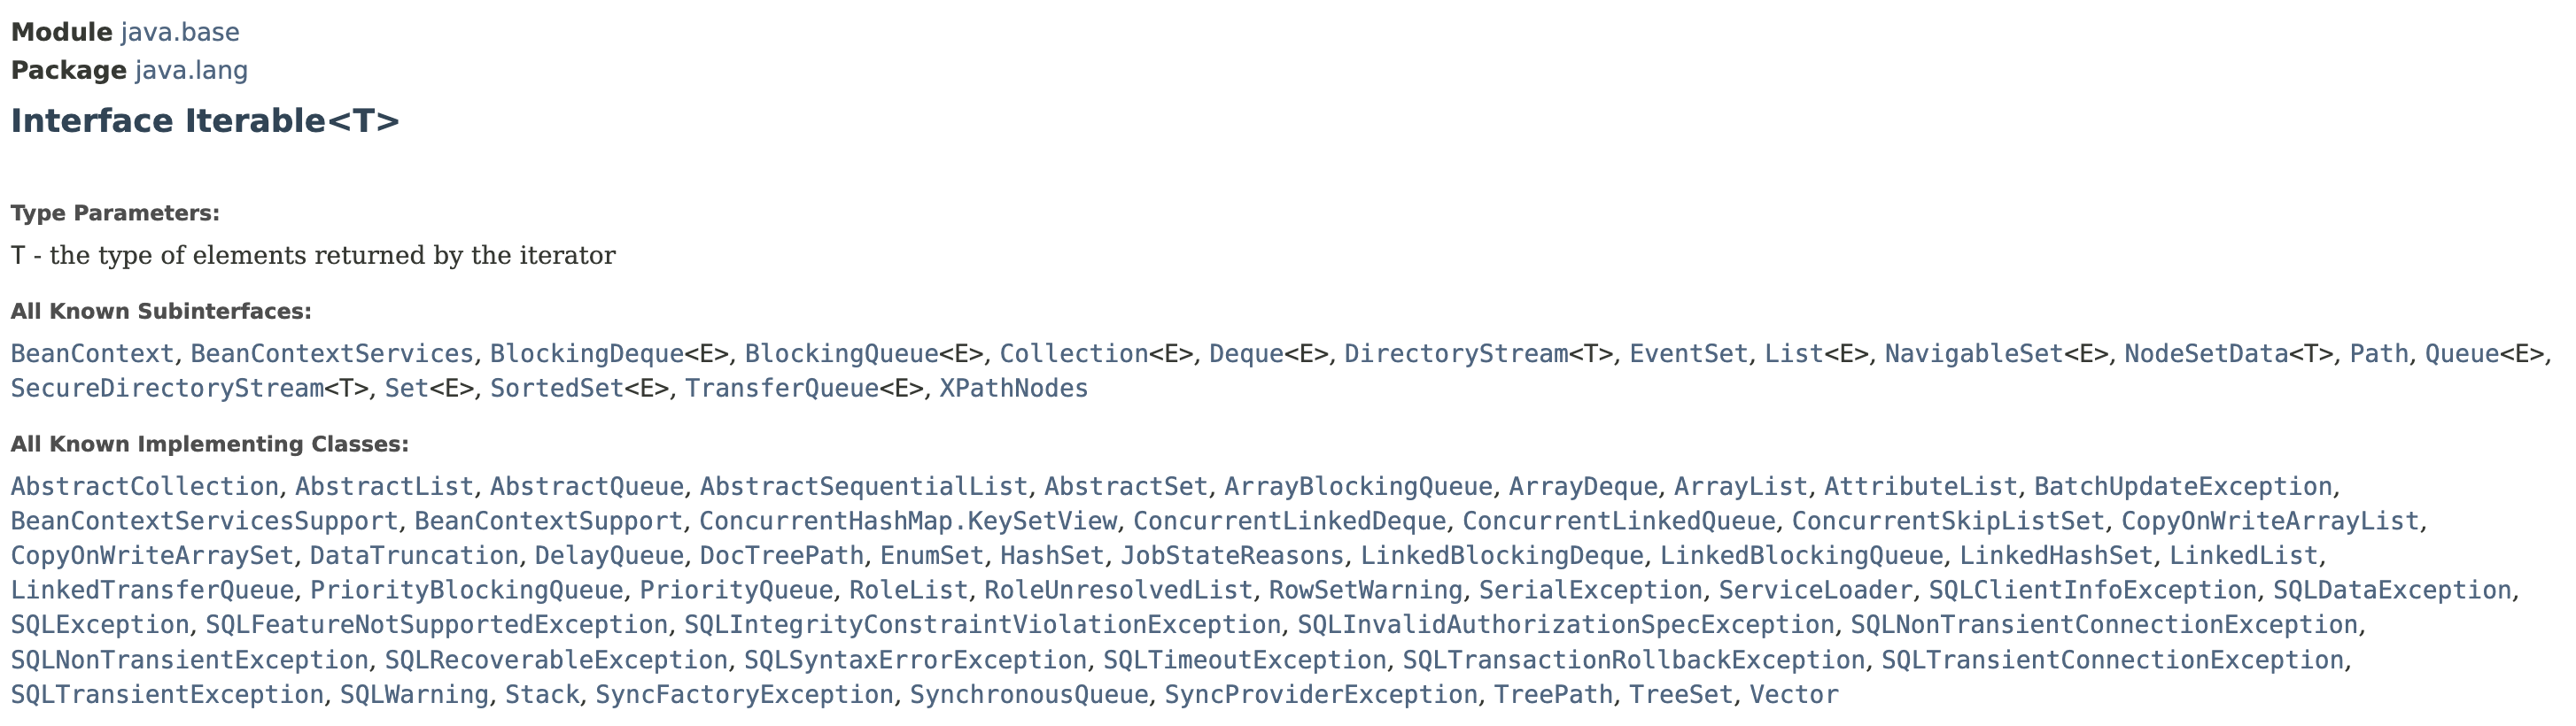 Module java.base
Package java.lang
Interface Iterable<T>
Type Parameters:
T - the type of elements returned by the iterator
All Known Subinterfaces:
BeanContext, BeanContextServices, BlockingDeque<E>, BlockingQueue<E>, Collection<E>, Deque<E>, DirectoryStream<T>, EventSet, List<E>, NavigableSet<E>, NodeSetData<T>, Path, Queue<E>,
SecureDirectoryStream<T>, Set<E>, SortedSet<E>, TransferQueue<E>, XPathNodes
All Known Implementing Classes:
AbstractCollection, AbstractList, AbstractQueue, AbstractSequentialList, AbstractSet, ArrayBlockingQueue, ArrayDeque, ArrayList, AttributeList, BatchUpdateException,
BeanContextServicesSupport, BeanContextSupport, ConcurrentHashMap.KeySetView, ConcurrentLinkedDeque, ConcurrentLinkedQueue, ConcurrentSkipListSet, CopyOnWriteArrayList,
CopyOnWriteArraySet, DataTruncation, DelayQueue, DocTreePath, EnumSet, HashSet, JobStateReasons, LinkedBlockingDeque, LinkedBlockingQueue, LinkedHashSet, LinkedList,
LinkedTransferQueue, PriorityBlockingQueue, PriorityQueue, RoleList, RoleUnresolvedList, RowSetWarning, SerialException, ServiceLoader, SQLClientInfoException, SQLDataException,
SQLException, SQLFeatureNotSupportedException, SQLIntegrityConstraintViolationException, SQLInvalidAuthorizationSpecException, SQLNonTransientConnectionException,
SQLNonTransientException, SQLRecoverableException, SQLSyntaxErrorException, SQLTimeoutException, SQLTransactionRollbackException, SQLTransientConnectionException,
SQLTransientException, SQLWarning, Stack, SyncFactoryException, SynchronousQueue, SyncProviderException, TreePath, TreeSet, Vector